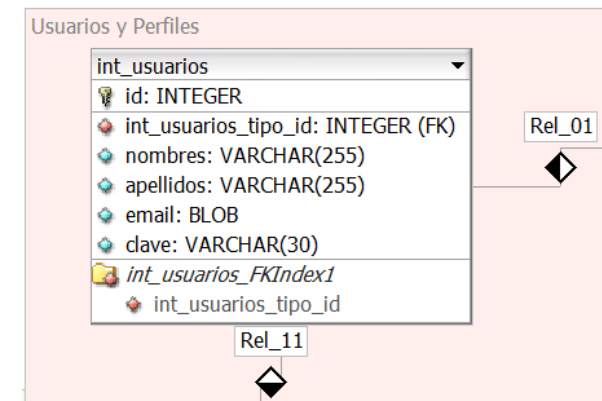 Usuarios y Perfiles
int_usuarios
id: INTEGER
int_usuarios_tipo_id: INTEGER (FK)
Rel_01
nombres: VARCHAR(255)
apellidos: VARCHAR(255)
email: BLOB
clave: VARCHAR(30)
int_usuarios_FKIndex1
int_usuarios_tipo_id
Rel_11